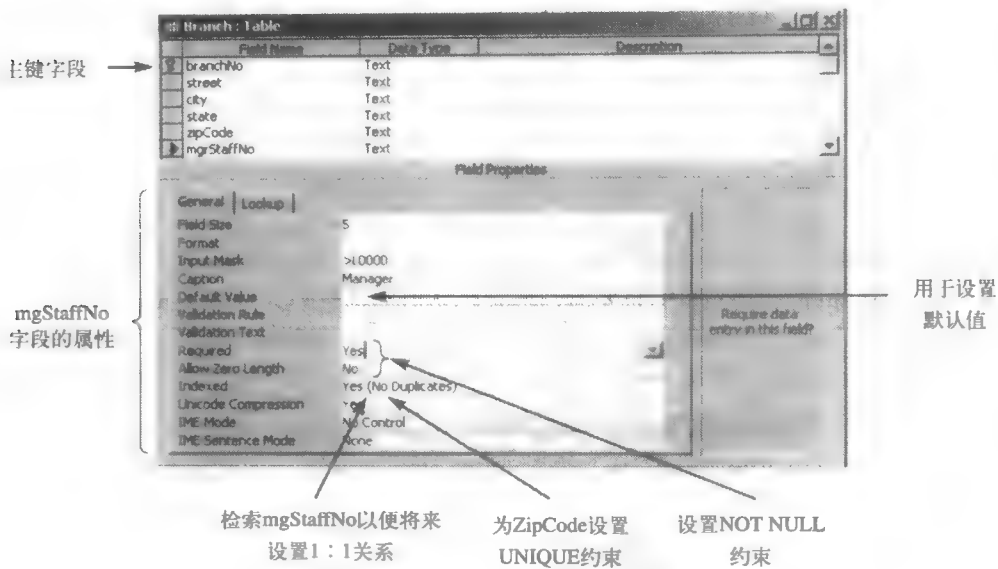 Branch : Table
Field Name Data Type Description
主键字段
branchNo Text
street Text
city Text
state Text
zipCode Text
mgrStaffNo Text
Field Properties
General Lookup
Field Size 5
Format
Input Mask >L0000
Caption Manager
Default Value
Validation Rule
Validation Text
Required Yes
Allow Zero Length No
Indexed Yes (No Duplicates)
Unicode Compression
IME Mode No Control
IME Sentence Mode None
mgStaffNo
字段的属性
Require data
entry in this field?
用于设置
默认值
检索mgStaffNo以便将来
设置1：1关系
为ZipCode设置
UNIQUE约束
设置NOT NULL
约束